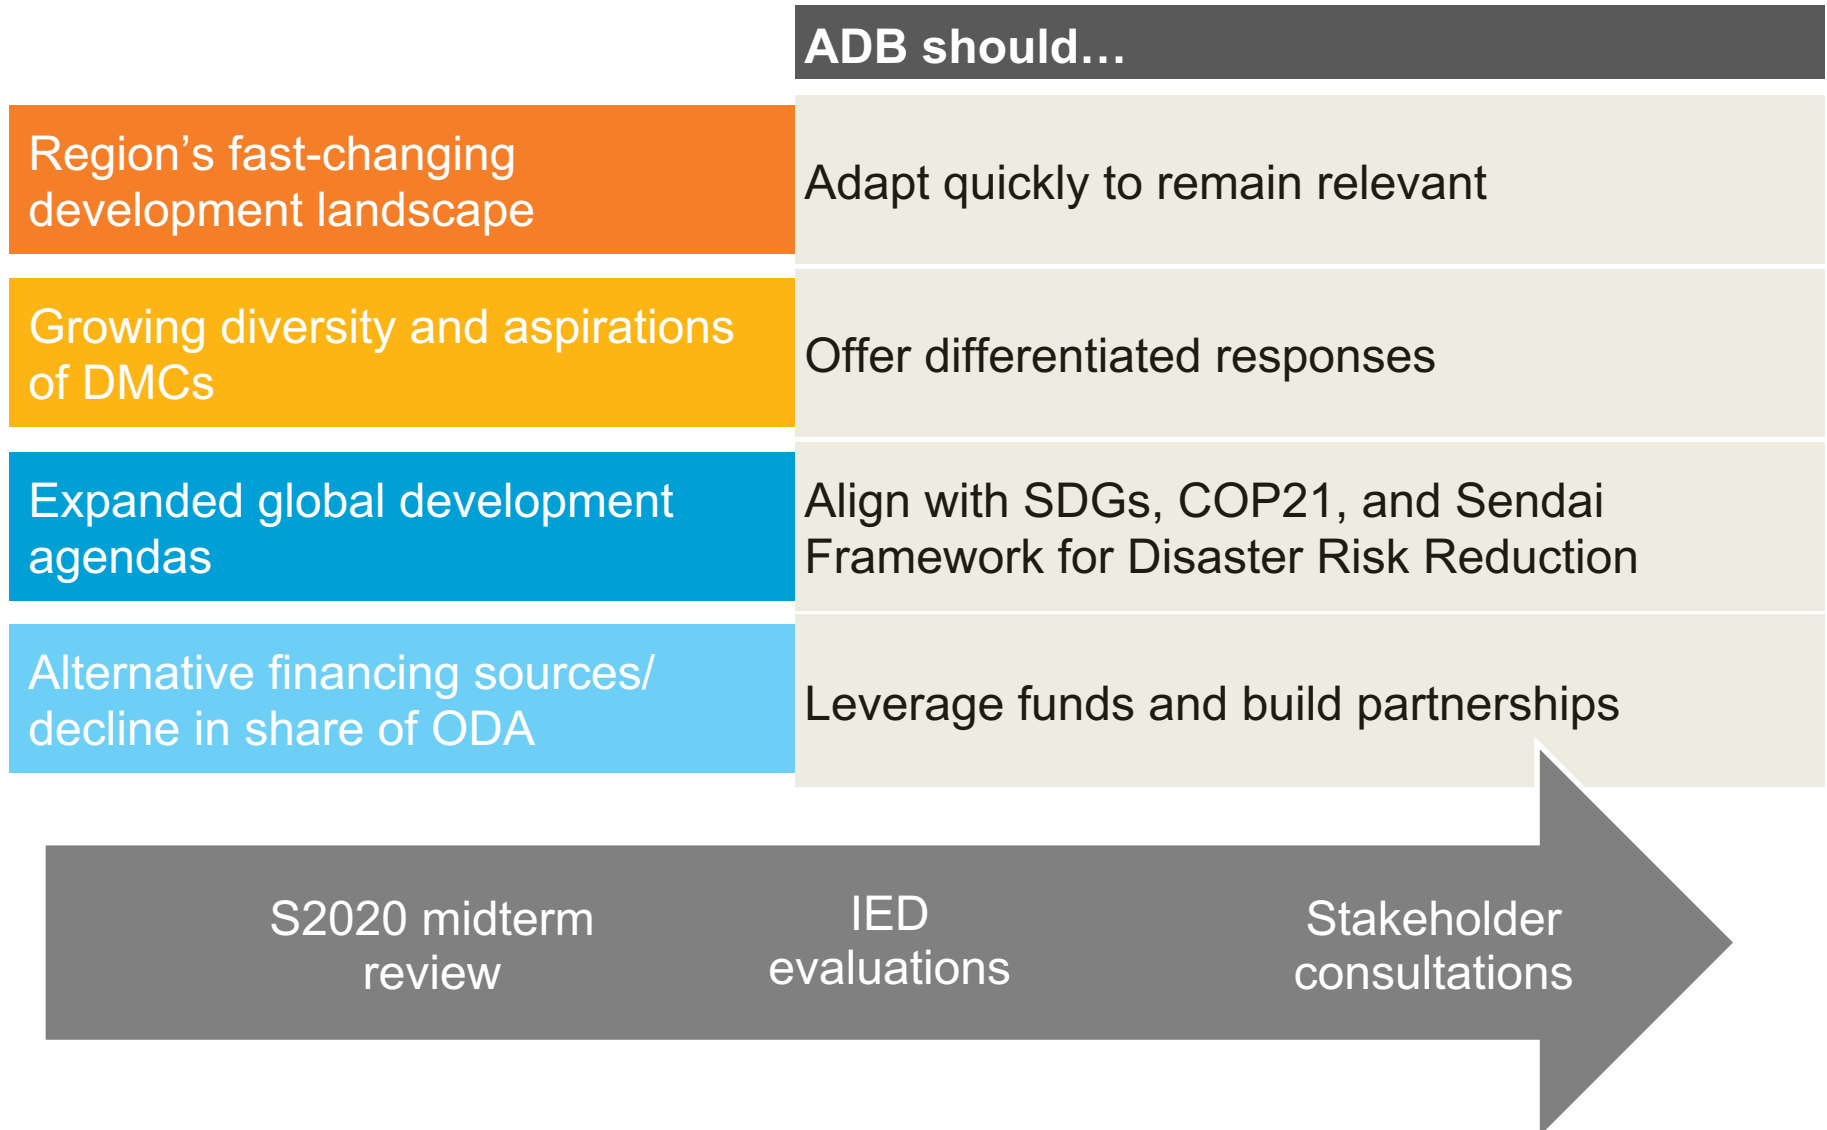 ADB should…
Region’s fast-changing
development landscape
Adapt quickly to remain relevant
Growing diversity and aspirations
of DMCs
Offer differentiated responses
Expanded global development
agendas
Align with SDGs, COP21, and Sendai
Framework for Disaster Risk Reduction
Alternative financing sources/
decline in share of ODA
Leverage funds and build partnerships
S2020 midterm
review
IED
evaluations
Stakeholder
consultations